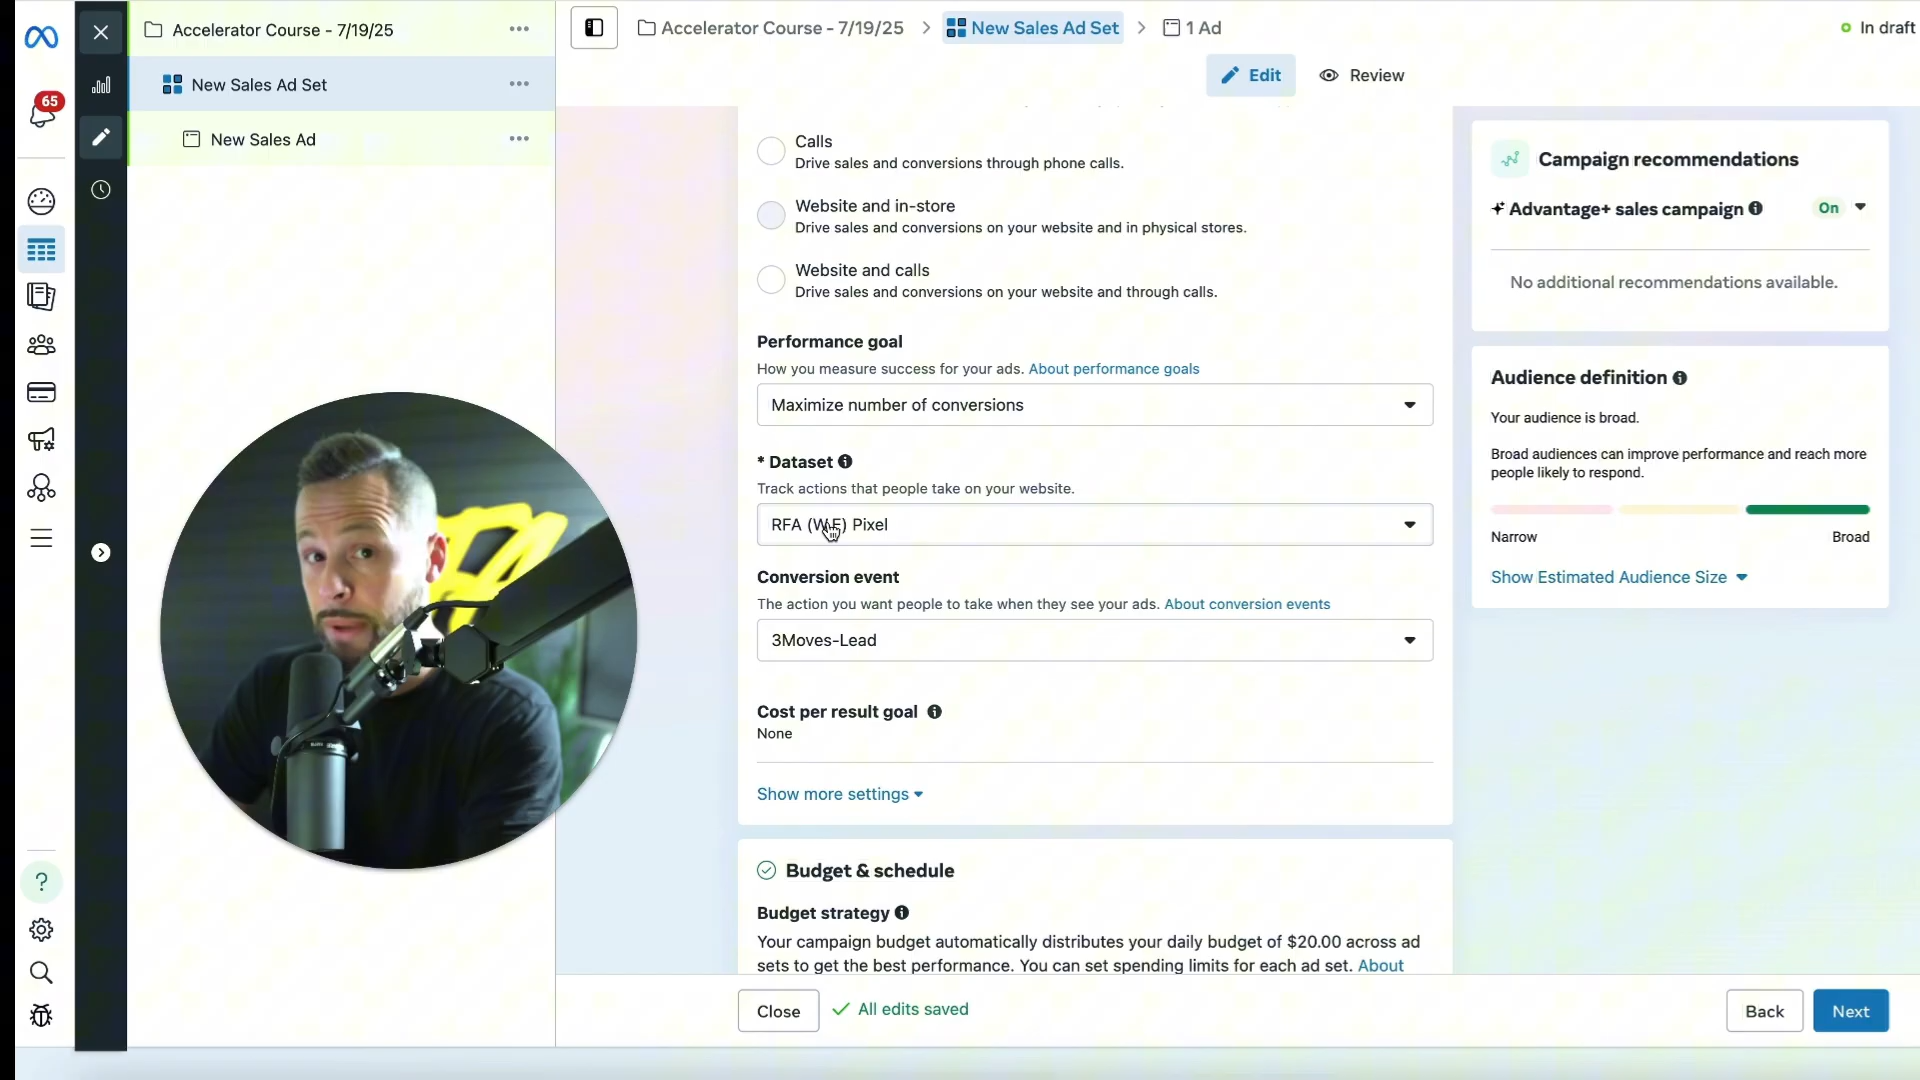 Accelerator Course - 7/19/25
New Sales Ad Set
New Sales Ad
65
Accelerator Course - 7/19/25
New Sales Ad Set
1 Ad
In draft
Edit
Review
Calls
Drive sales and conversions through phone calls.
Website and in-store
Drive sales and conversions on your website and in physical stores.
Website and calls
Drive sales and conversions on your website and through calls.
Performance goal
How you measure success for your ads. About performance goals
Maximize number of conversions
* Dataset
Track actions that people take on your website.
RFA (W.F) Pixel
Conversion event
The action you want people to take when they see your ads. About conversion events
3Moves-Lead
Cost per result goal
None
Show more settings
Budget & schedule
Budget strategy
Your campaign budget automatically distributes your daily budget of $20.00 across ad
sets to get the best performance. You can set spending limits for each ad set. About
Close
All edits saved
Back
Next
Campaign recommendations
Advantage+ sales campaign
On
No additional recommendations available.
Audience definition
Your audience is broad.
Broad audiences can improve performance and reach more
people likely to respond.
Narrow
Broad
Show Estimated Audience Size